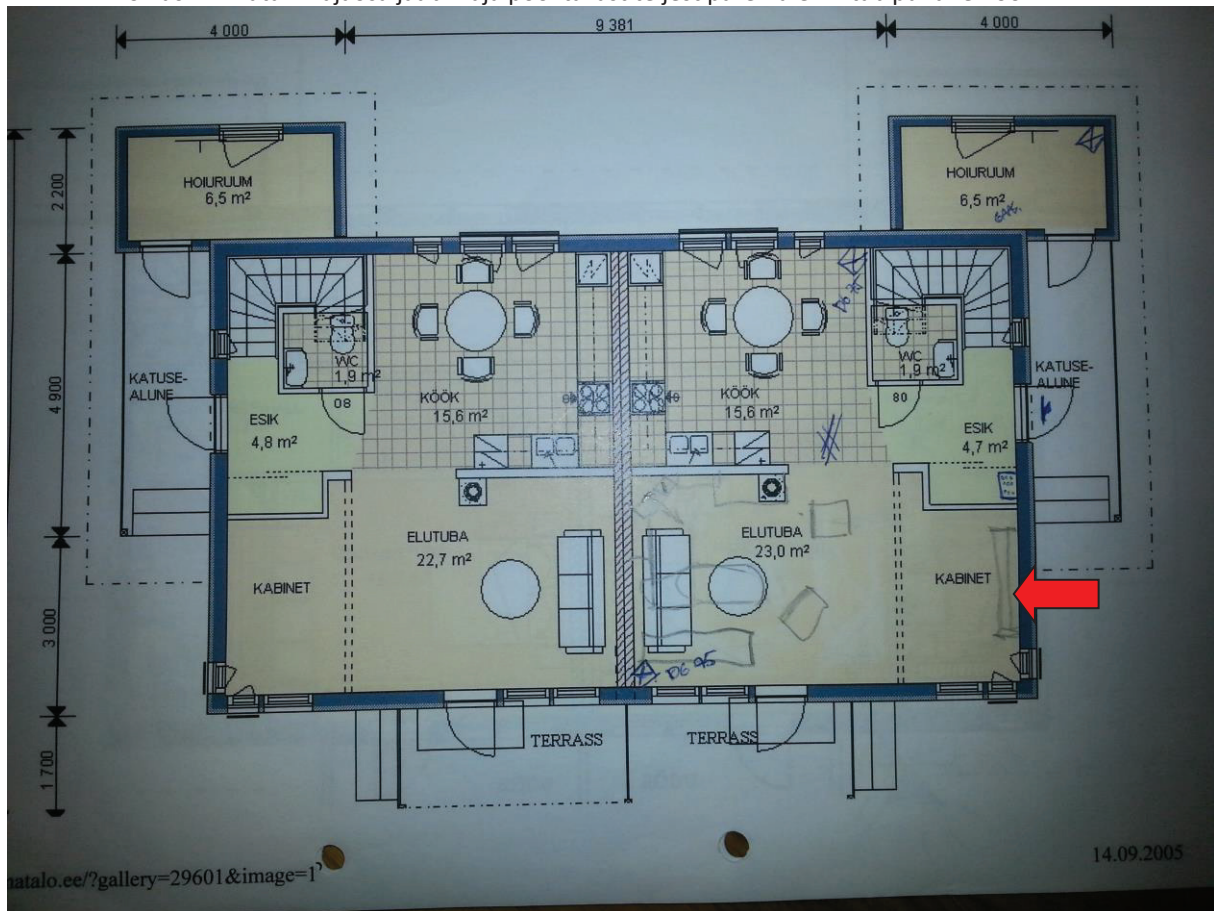 4 000
9 381
4 000
2 200
4 900
3 000
1 700
HOIURUUM
6,5 m²
HOIURUUM
6,5 m²
KATUSE-
ALUNE
WC
1,9 m²
80
ESIK
4,8 m²
KÖÖK
15,6 m²
KÖÖK
15,6 m²
WC
1,9 m²
80
ESIK
4,7 m²
KATUSE-
ALUNE
ELUTUBA
22,7 m²
KABINET
ELUTUBA
23,0 m²
KABINET
DG 95
TERRASS
TERRASS
14.09.2005
natalo.ee/?gallery=29601&image=1